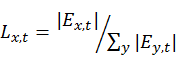 L_{x,t} = |E_{x,t}| / ∑_y |E_{y,t}|